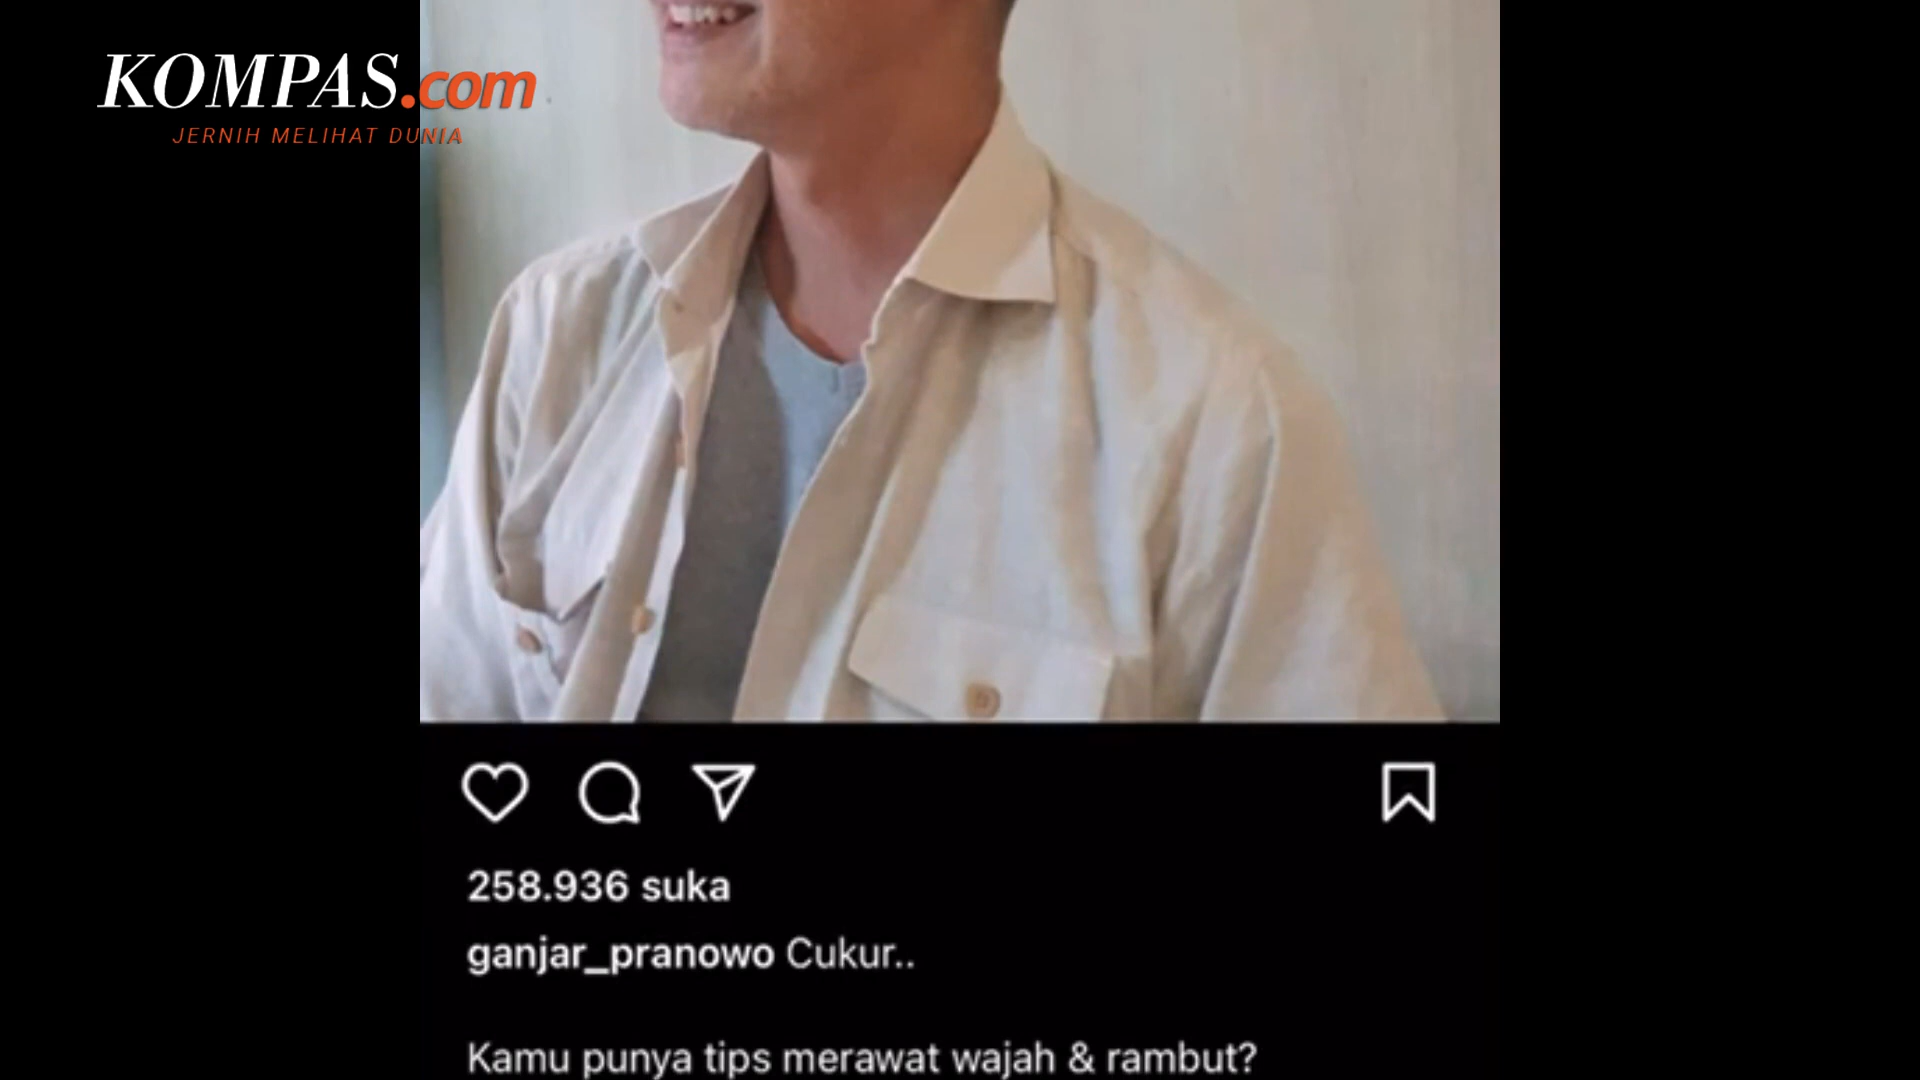 KOMPAS.com
JERNIH MELIHAT DUNIA
258.936 suka
ganjar_pranowo Cukur..
Kamu punya tips merawat wajah & rambut?